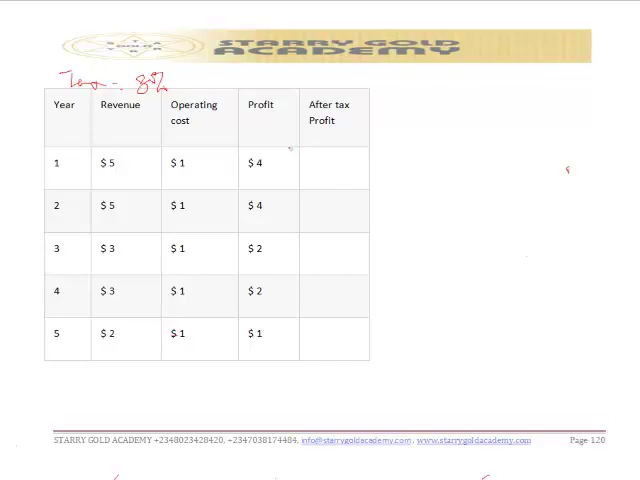 STARRY GOLD
ACADEMY
Tax = 8%
Year Revenue Operating cost Profit After tax Profit
1 $ 5 $ 1 $ 4
2 $ 5 $ 1 $ 4
3 $ 3 $ 1 $ 2
4 $ 3 $ 1 $ 2
5 $ 2 $ 1 $ 1
STARRY GOLD ACADEMY +2348023428420, +2347038174484, info@starrygoldacademy.com , www.starrygoldacademy.com Page 120